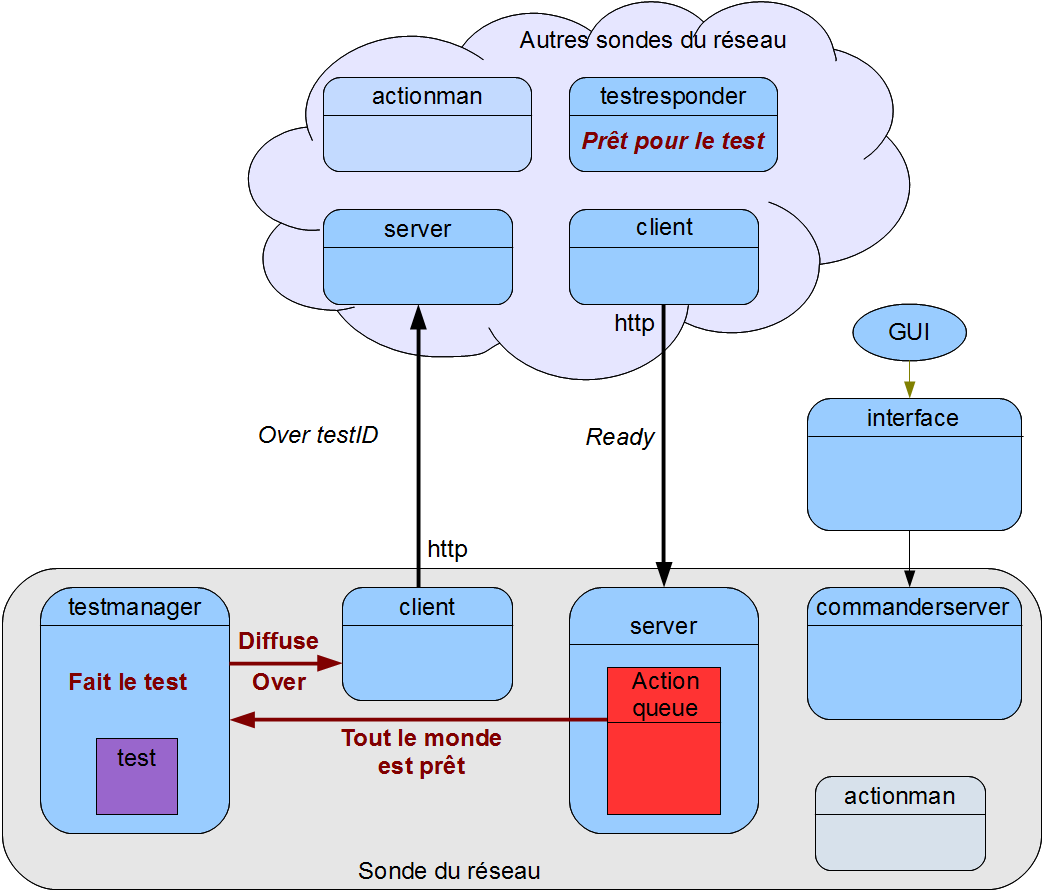 Autres sondes du réseau
actionman
testresponder
Prêt pour le test
server
client
http
GUI
interface
Over testID
Ready
http
testmanager
client
server
commanderserver
Diffuse
Over
Fait le test
Action
queue
Tout le monde
est prêt
test
actionman
Sonde du réseau